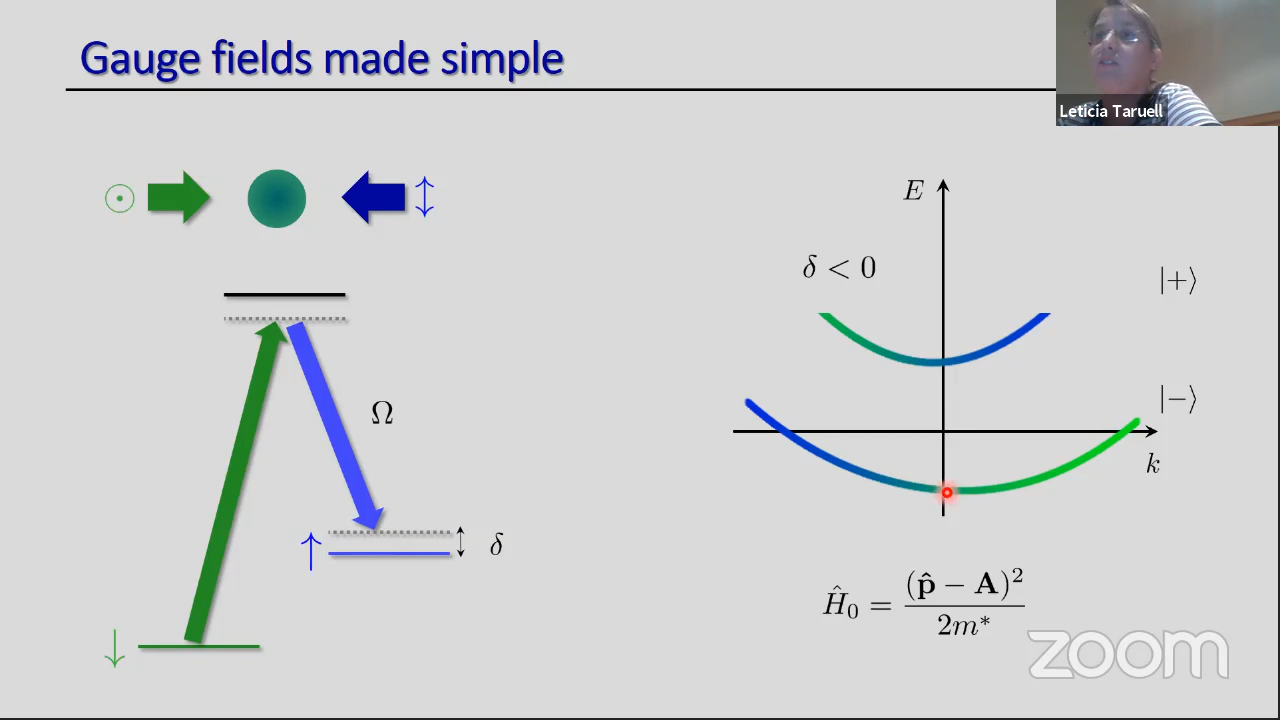 Gauge fields made simple
Leticia Taruell
⊙
↕
E
δ < 0
|+⟩
Ω
|−⟩
k
↑
δ
Ĥ₀ = (p̂ − A)² / 2m*
↓
zoom